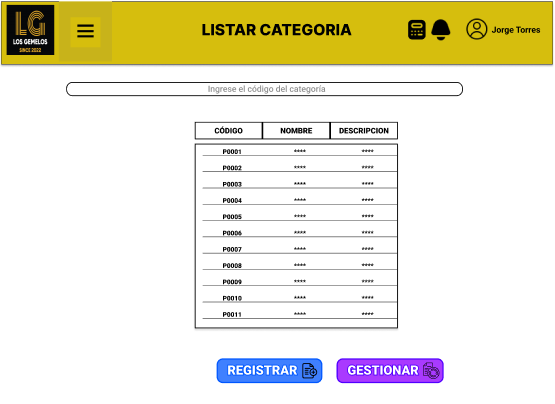 LG
LOS GEMELOS
SINCE 2022
LISTAR CATEGORIA
Jorge Torres
Ingrese el código del categoría
CÓDIGO NOMBRE DESCRIPCION
P0001 **** ****
P0002 **** ****
P0003 **** ****
P0004 **** ****
P0005 **** ****
P0006 **** ****
P0007 **** ****
P0008 **** ****
P0009 **** ****
P0010 **** ****
P0011 **** ****
REGISTRAR GESTIONAR